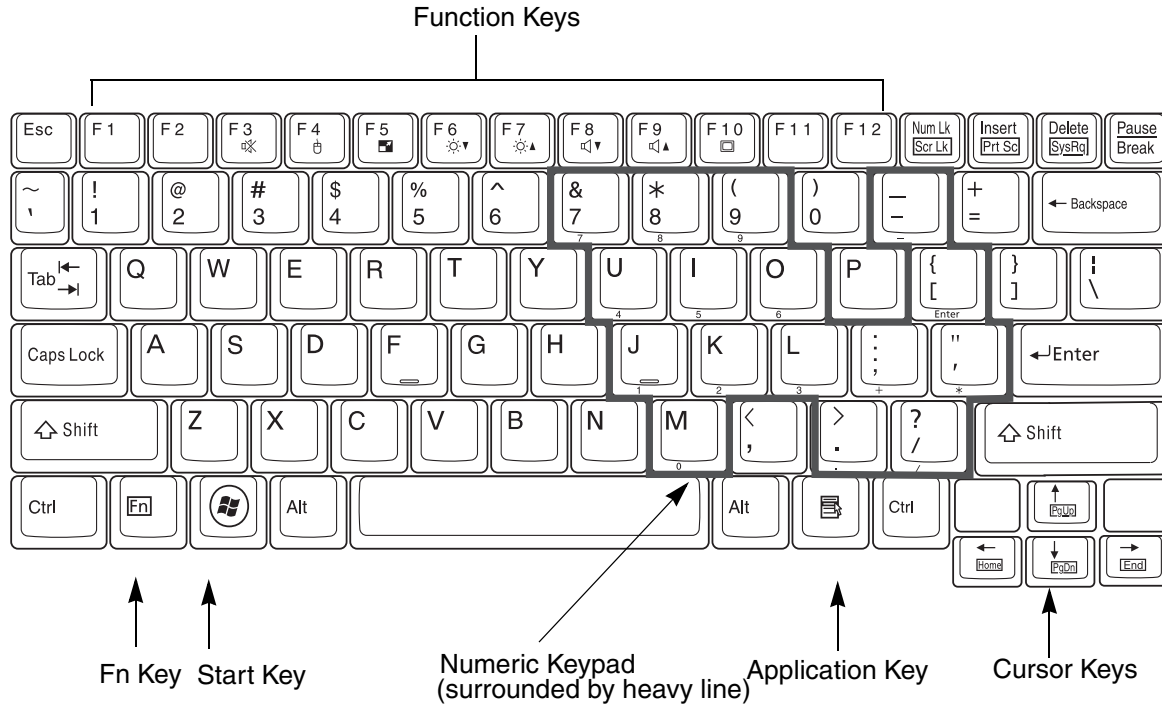 Function Keys
Esc F1 F2 F3 F4 F5 F6 F7 F8 F9 F10 F11 F12 Num Lk Insert Delete Pause
Scr Lk Prt Sc SysRq Break
~ ! @ # $ % ^ & * ( ) — + ← Backspace
` 1 2 3 4 5 6 7 8 9 0 - =
7 8 9 -
Tab Q W E R T Y U I O P { } ¦
[ ] \
4 5 6 Enter
Caps Lock A S D F G H J K L : " Enter
; '
1 2 3 + *
Shift Z X C V B N M < > ? Shift
, . /
0 . /
Ctrl Fn Alt Alt Ctrl ↑
PgUp
← ↓ →
Home PgDn End
Fn Key Start Key Numeric Keypad Application Key Cursor Keys
(surrounded by heavy line)